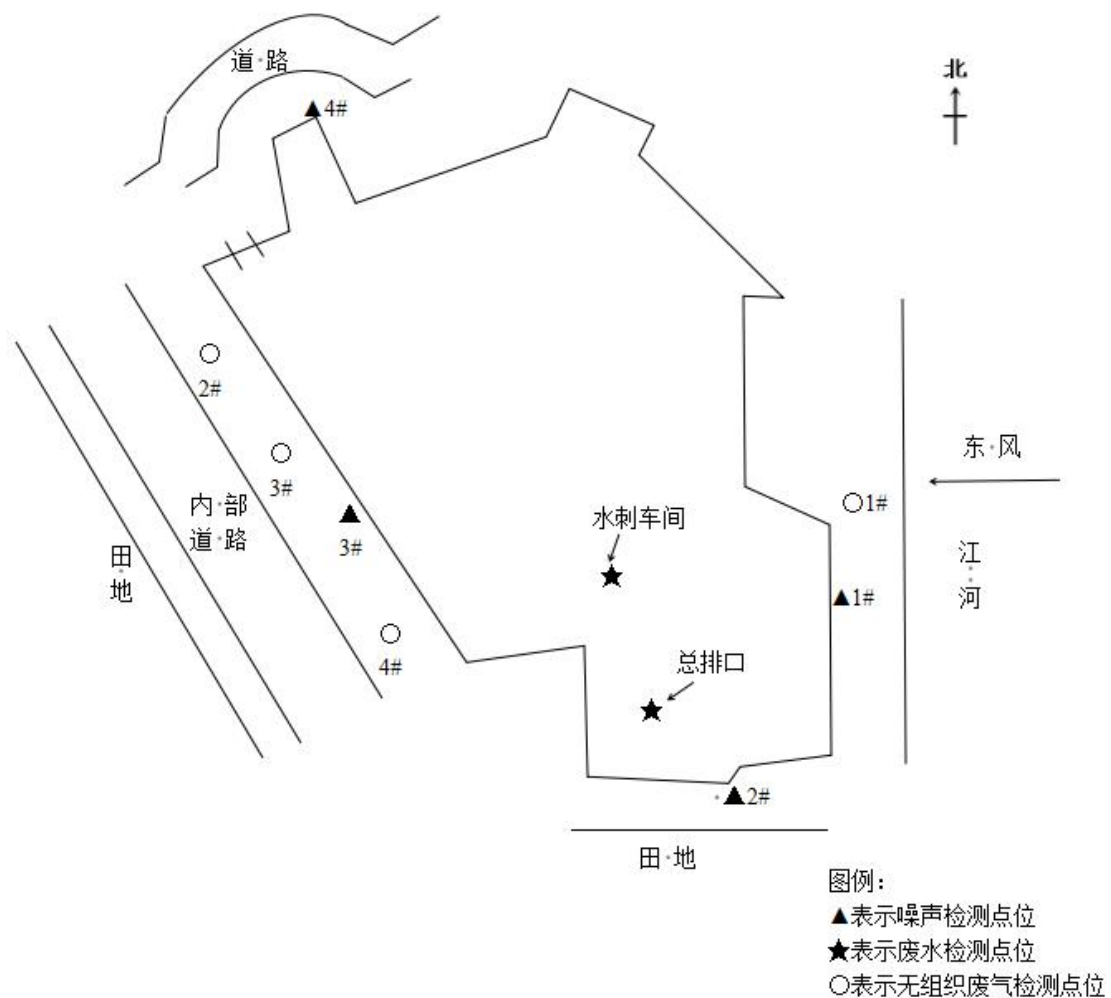 道·路
北
▲4#
2#
3#
内·部
道·路
3#
4#
田·地
水刺车间
总排口
东·风
1#
江·河
▲1#
▲2#
田·地
图例：
▲表示噪声检测点位
★表示废水检测点位
○表示无组织废气检测点位